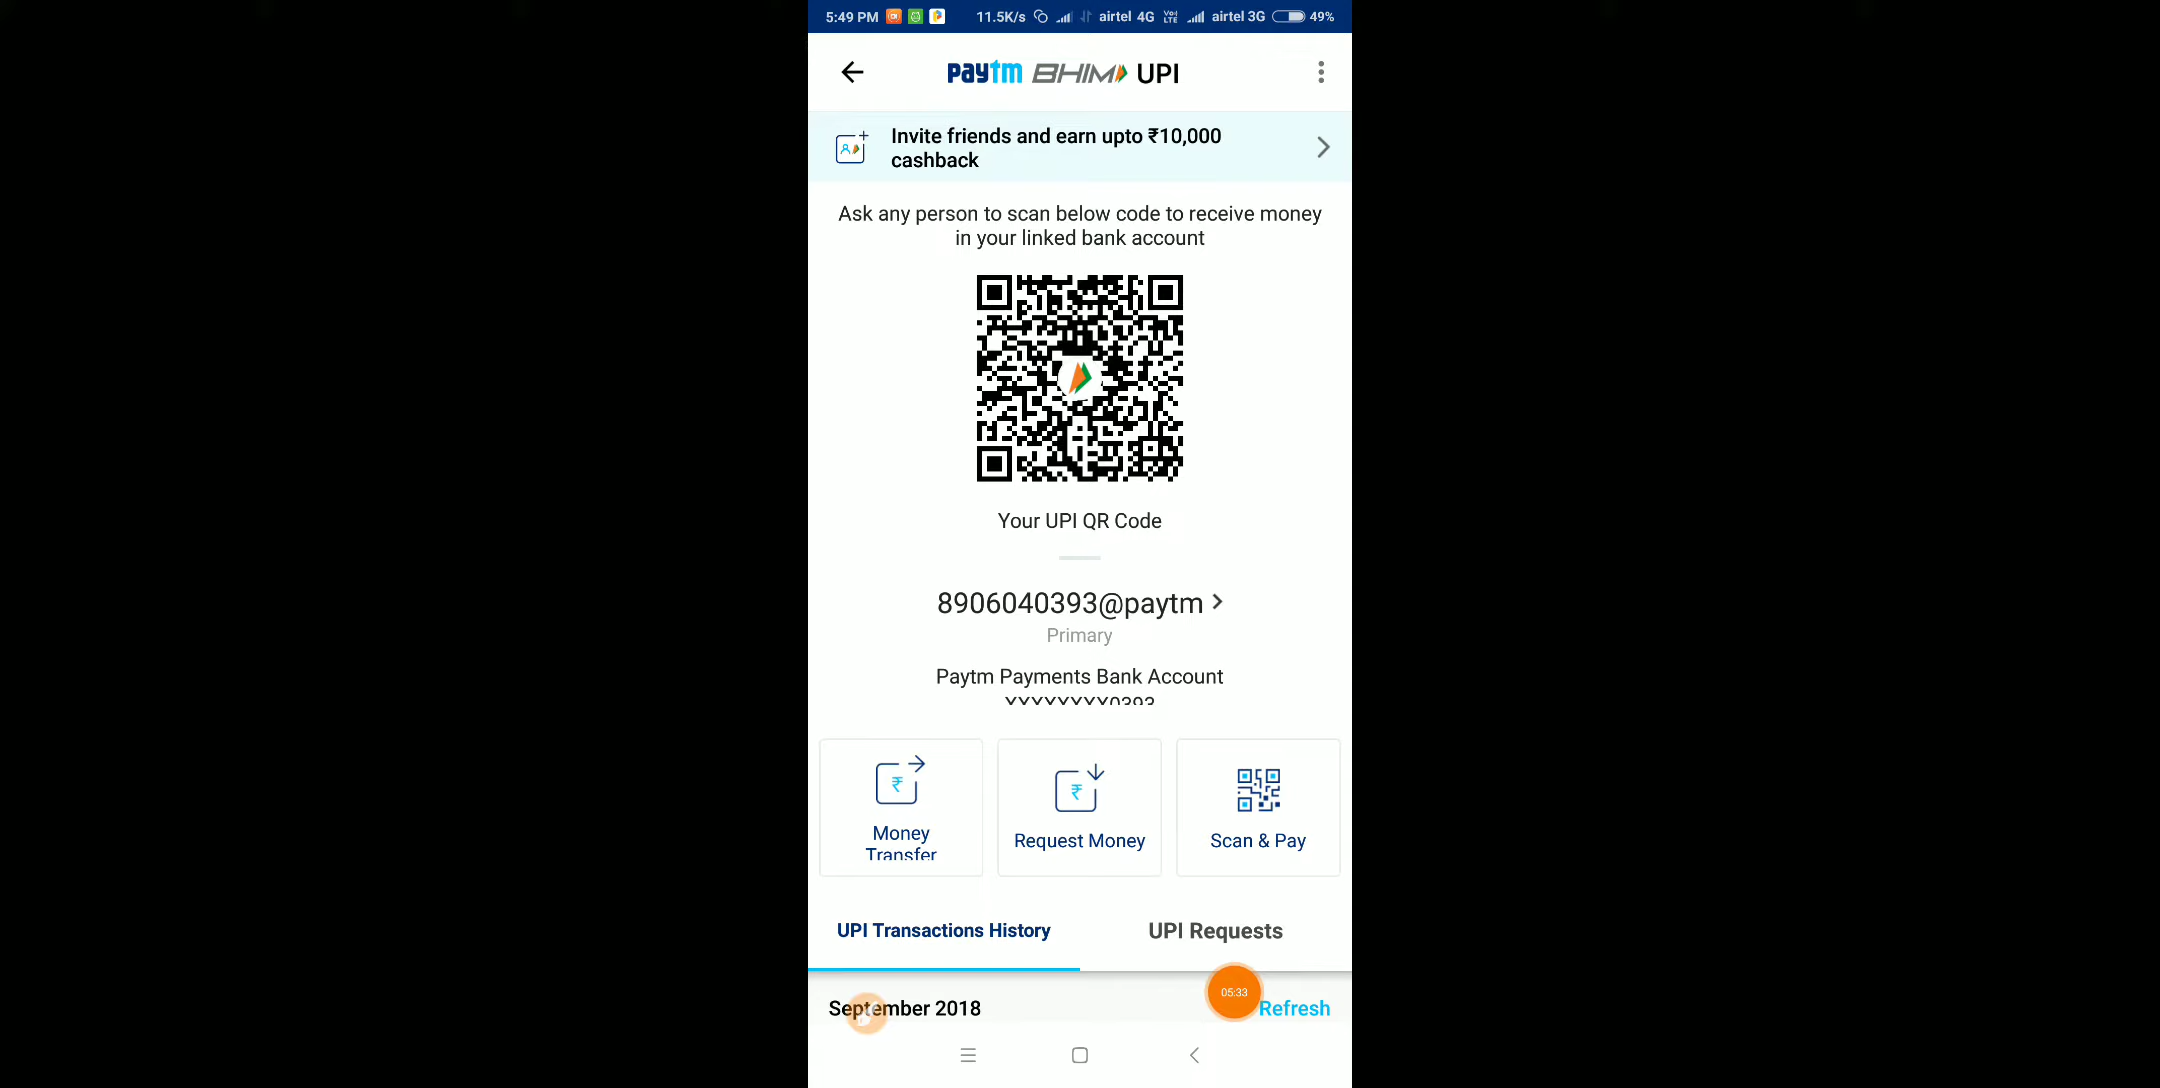 5:49 PM 11.5K/s airtel 4G VoLTE airtel 3G 49%
paytm BHIM UPI
Invite friends and earn upto ₹10,000
cashback
Ask any person to scan below code to receive money
in your linked bank account
Your UPI QR Code
8906040393@paytm
Primary
Paytm Payments Bank Account
XXXXXXXX0393
Money
Transfer
Request Money
Scan & Pay
UPI Transactions History
UPI Requests
05:33
September 2018
Refresh